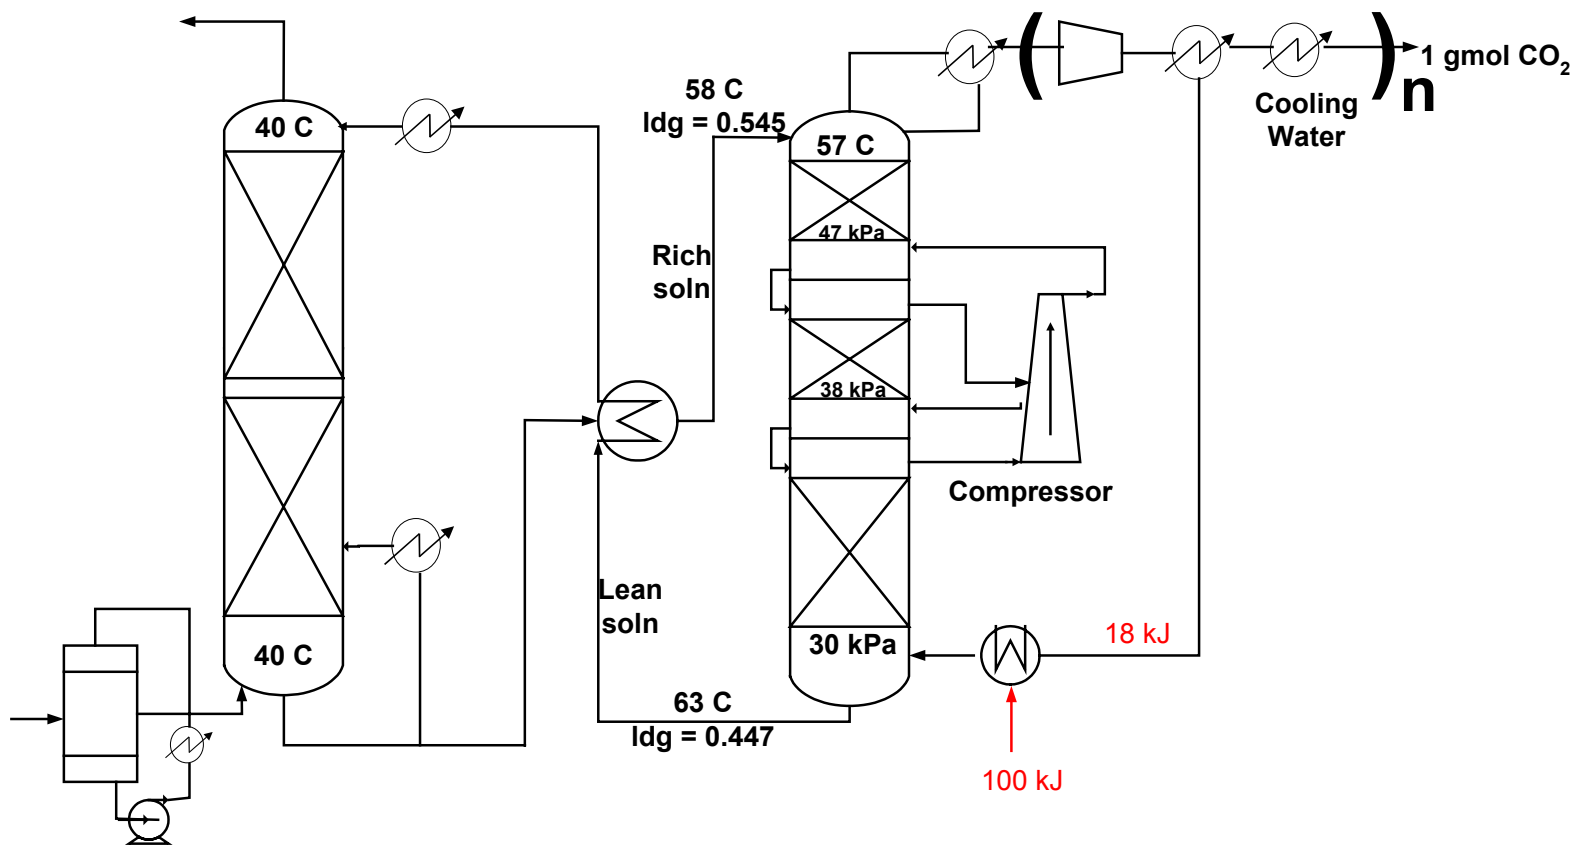 1 gmol CO2
( ) n
58 C
ldg = 0.545
Cooling
Water
40 C
57 C
47 kPa
Rich
soln
38 kPa
Compressor
Lean
soln
40 C
30 kPa
18 kJ
63 C
ldg = 0.447
100 kJ